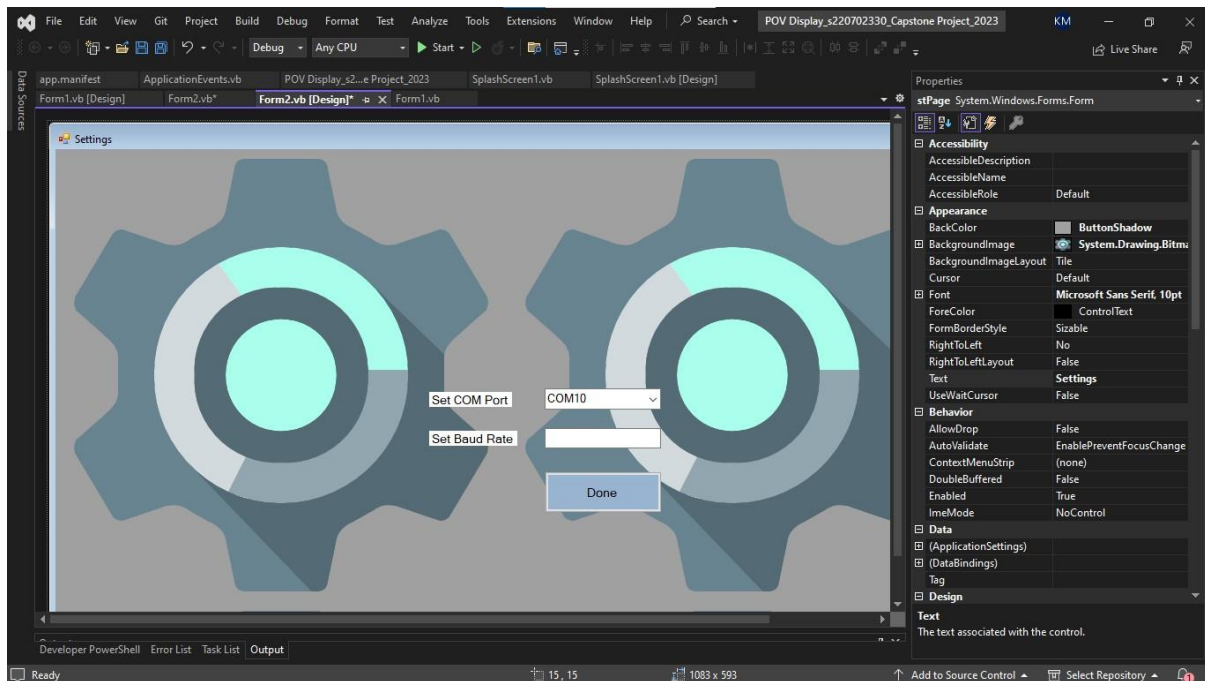 File Edit View Git Project Build Debug Format Test Analyze Tools Extensions Window Help Search POV Display_s220702330_Capstone Project_2023 KM
Debug Any CPU Start Live Share
Data Sources
app.manifest ApplicationEvents.vb POV Display_s2...e Project_2023 SplashScreen1.vb SplashScreen1.vb [Design]
Form1.vb [Design] Form2.vb* Form2.vb [Design]* Form1.vb
Settings
Set COM Port COM10
Set Baud Rate
Done
Developer PowerShell Error List Task List Output
Properties
stPage System.Windows.Forms.Form
Accessibility
AccessibleDescription
AccessibleName
AccessibleRole Default
Appearance
BackColor ButtonShadow
BackgroundImage System.Drawing.Bitma
BackgroundImageLayout Tile
Cursor Default
Font Microsoft Sans Serif, 10pt
ForeColor ControlText
FormBorderStyle Sizable
RightToLeft No
RightToLeftLayout False
Text Settings
UseWaitCursor False
Behavior
AllowDrop False
AutoValidate EnablePreventFocusChange
ContextMenuStrip (none)
DoubleBuffered False
Enabled True
ImeMode NoControl
Data
(ApplicationSettings)
(DataBindings)
Tag
Design
Text
The text associated with the control.
Ready 15 , 15 1083 x 593 Add to Source Control Select Repository 1